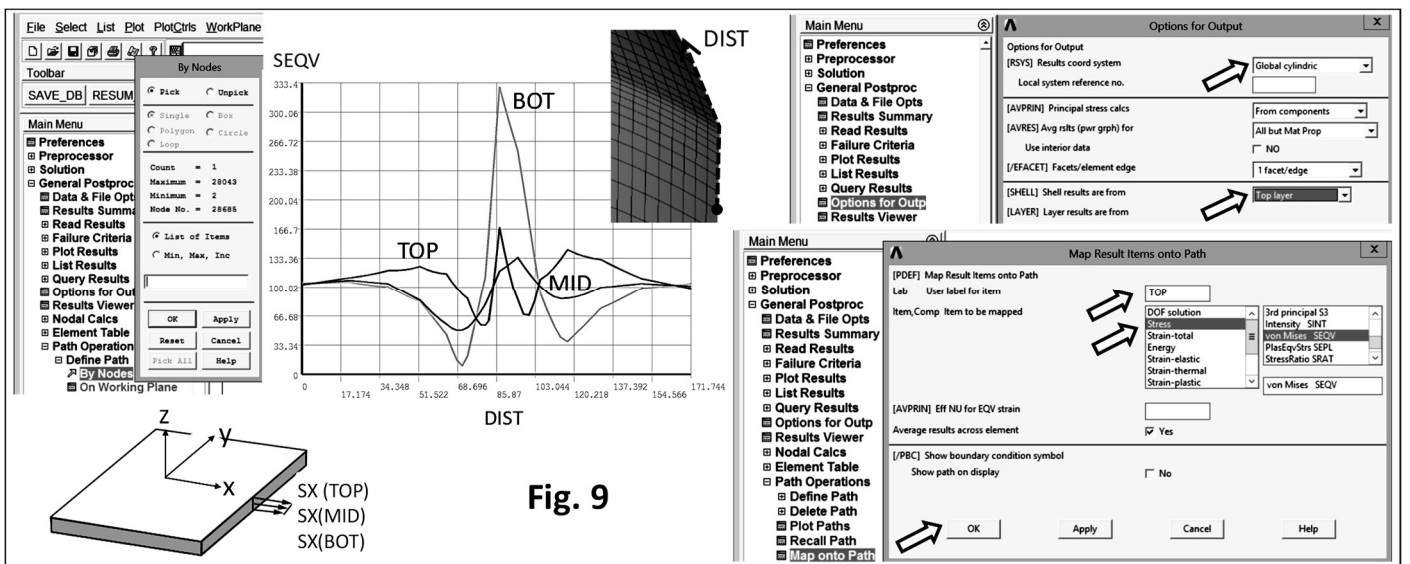 File Select List Plot PlotCtrls WorkPlane
Toolbar
SAVE_DB RESUM
Main Menu
Preferences
Preprocessor
Solution
General Postproc
Data & File Opts
Results Summa
Read Results
Failure Criteria
Plot Results
List Results
Query Results
Options for Out
Results Viewer
Nodal Calcs
Element Table
Path Operation
Define Path
By Nodes
On Working Plane
By Nodes
Pick Unpick
Single Box
Polygon Circle
Loop
Count = 1
Maximum = 28043
Minimum = 2
Node No. = 28685
List of Items
Min, Max, Inc
OK Apply
Reset Cancel
Pick All Help
SEQV
333.4
300.06
266.72
233.38
200.04
166.7
133.36
100.02
66.68
33.34
0
0 34.348 68.696 103.044 137.392 171.744
17.174 51.522 85.87 120.218 154.566
DIST
BOT
TOP
MID
DIST
Z
y
X
SX (TOP)
SX(MID)
SX(BOT)
Fig. 9
Main Menu
Preferences
Preprocessor
Solution
General Postproc
Data & File Opts
Results Summary
Read Results
Failure Criteria
Plot Results
List Results
Query Results
Options for Outp
Results Viewer
Options for Output
X
Options for Output
[RSYS] Results coord system Global cylindric
Local system reference no.
[AVPRIN] Principal stress calcs From components
[AVRES] Avg rslts (pwr grph) for All but Mat Prop
Use interior data NO
[/EFACET] Facets/element edge 1 facet/edge
[SHELL] Shell results are from Top layer
[LAYER] Layer results are from
Main Menu
Preferences
Preprocessor
Solution
General Postproc
Data & File Opts
Results Summary
Read Results
Failure Criteria
Plot Results
List Results
Query Results
Options for Outp
Results Viewer
Nodal Calcs
Element Table
Path Operations
Define Path
Delete Path
Plot Paths
Recall Path
Map onto Path
Map Result Items onto Path
X
[PDEF] Map Result Items onto Path
Lab User label for item TOP
Item,Comp Item to be mapped
DOF solution
Stress
Strain-total
Energy
Strain-elastic
Strain-thermal
Strain-plastic
3rd principal S3
Intensity SINT
von Mises SEQV
PlasEqvStrs SEPL
StressRatio SRAT
von Mises SEQV
[AVPRIN] Eff NU for EQV strain
Average results across element Yes
[/PBC] Show boundary condition symbol
Show path on display No
OK Apply Cancel Help